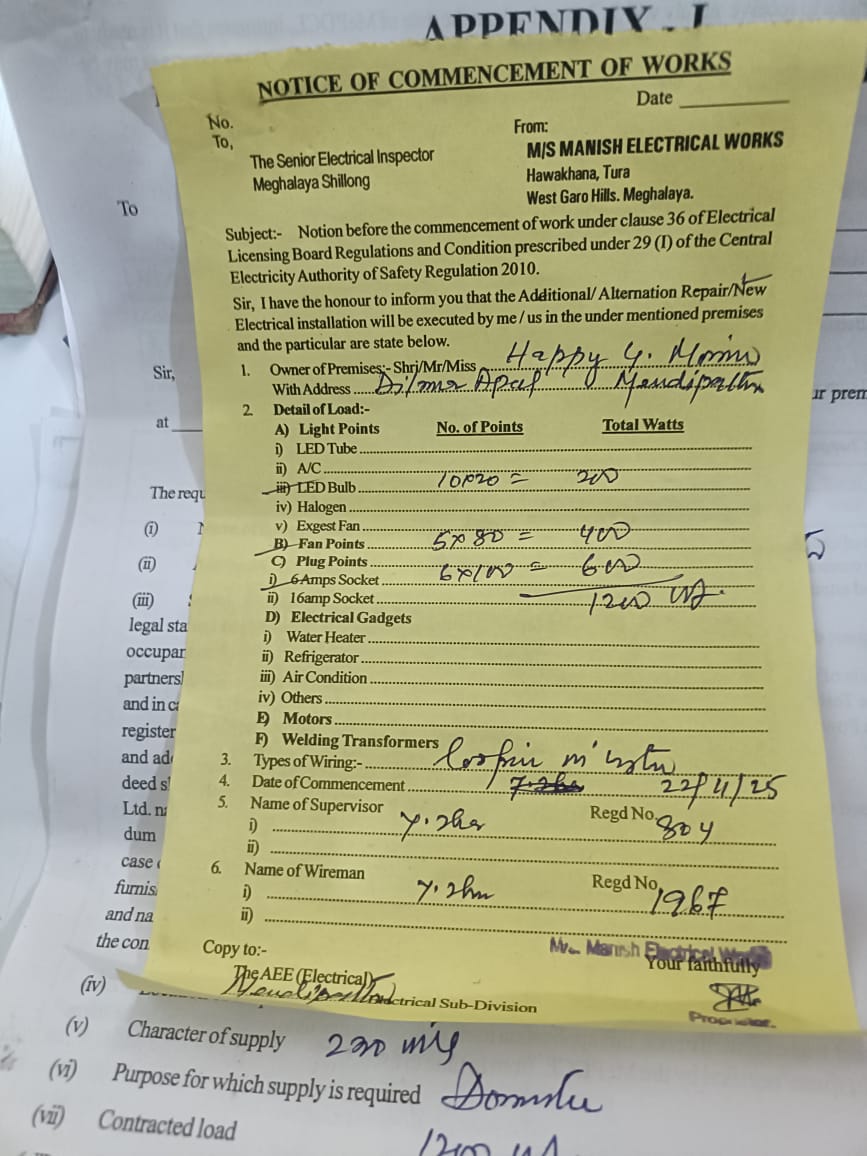 APPENDIX - I
NOTICE OF COMMENCEMENT OF WORKS
Date
No.
To,
The Senior Electrical Inspector
Meghalaya Shillong
From:
M/S MANISH ELECTRICAL WORKS
Hawakhana, Tura
West Garo Hills. Meghalaya.
To
Subject:- Notion before the commencement of work under clause 36 of Electrical
Licensing Board Regulations and Condition prescribed under 29 (I) of the Central
Electricity Authority of Safety Regulation 2010.
Sir, I have the honour to inform you that the Additional/ Alternation Repair/New
Electrical installation will be executed by me / us in the under mentioned premises
and the particular are state below.
Sir,
1. Owner of Premises:- Shri/Mr/Miss Happy G. Momin
With Address Dilma Apal Mendipathar
at
ur prem
2. Detail of Load:-
A) Light Points No. of Points Total Watts
i) LED Tube
ii) A/C
iii) LED Bulb 10x20 = 200
iv) Halogen
v) Exgest Fan
B) Fan Points 5x80 = 400
C) Plug Points 6x100 = 600
i) 6Amps Socket
ii) 16amp Socket 1200
D) Electrical Gadgets
i) Water Heater
ii) Refrigerator
iii) Air Condition
iv) Others
E) Motors
F) Welding Transformers
3. Types of Wiring:-
4. Date of Commencement 22/4/25
5. Name of Supervisor Regd No. 804
i)
ii)
6. Name of Wireman Regd No. 1967
i)
ii)
Copy to:-
The AEE (Electrical)
Electrical Sub-Division
M/s. Manish Electrical Works
Your faithfully
Proprietor.
The requ
(i)
(ii)
(iii)
legal sta
occupar
partners
and in ca
register
and ad
deed s
Ltd. na
dum
case
furnis
and na
the con
(iv)
(v) Character of supply 230
(vi) Purpose for which supply is required
(vii) Contracted load 1200